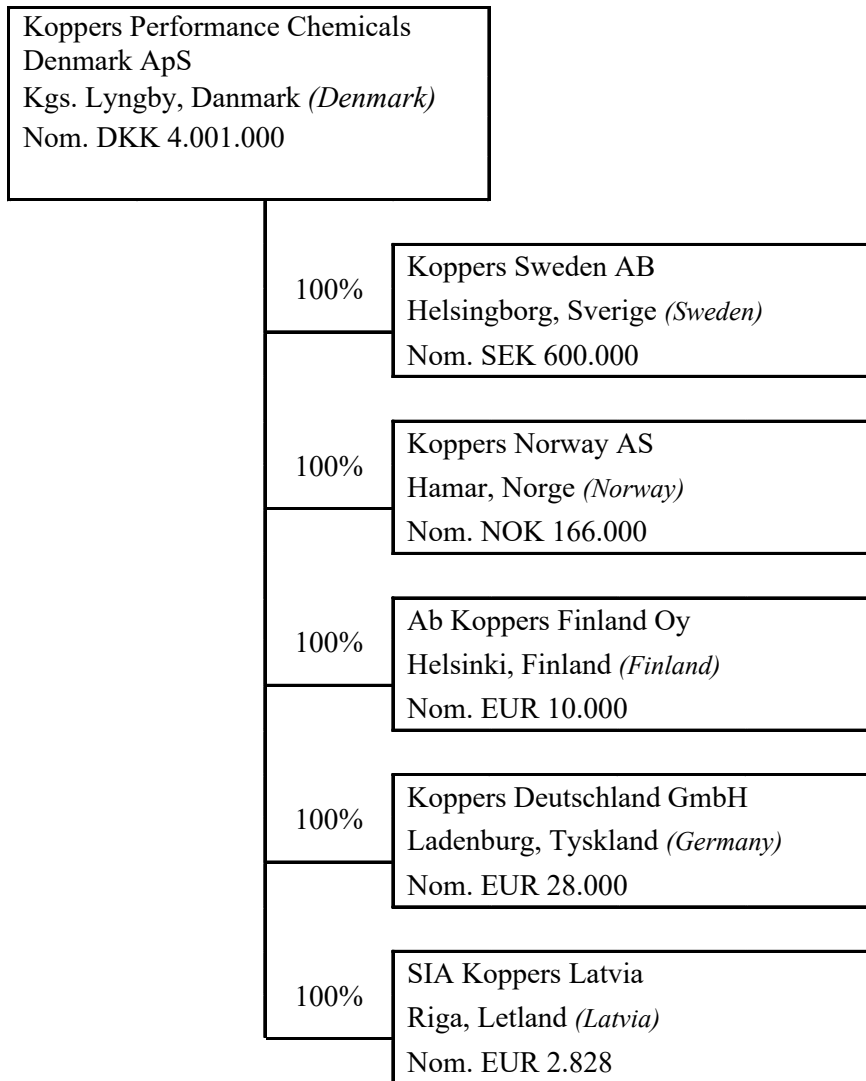 Koppers Performance Chemicals
Denmark ApS
Kgs. Lyngby, Danmark (Denmark)
Nom. DKK 4.001.000
100%
Koppers Sweden AB
Helsingborg, Sverige (Sweden)
Nom. SEK 600.000
100%
Koppers Norway AS
Hamar, Norge (Norway)
Nom. NOK 166.000
100%
Ab Koppers Finland Oy
Helsinki, Finland (Finland)
Nom. EUR 10.000
100%
Koppers Deutschland GmbH
Ladenburg, Tyskland (Germany)
Nom. EUR 28.000
100%
SIA Koppers Latvia
Riga, Letland (Latvia)
Nom. EUR 2.828